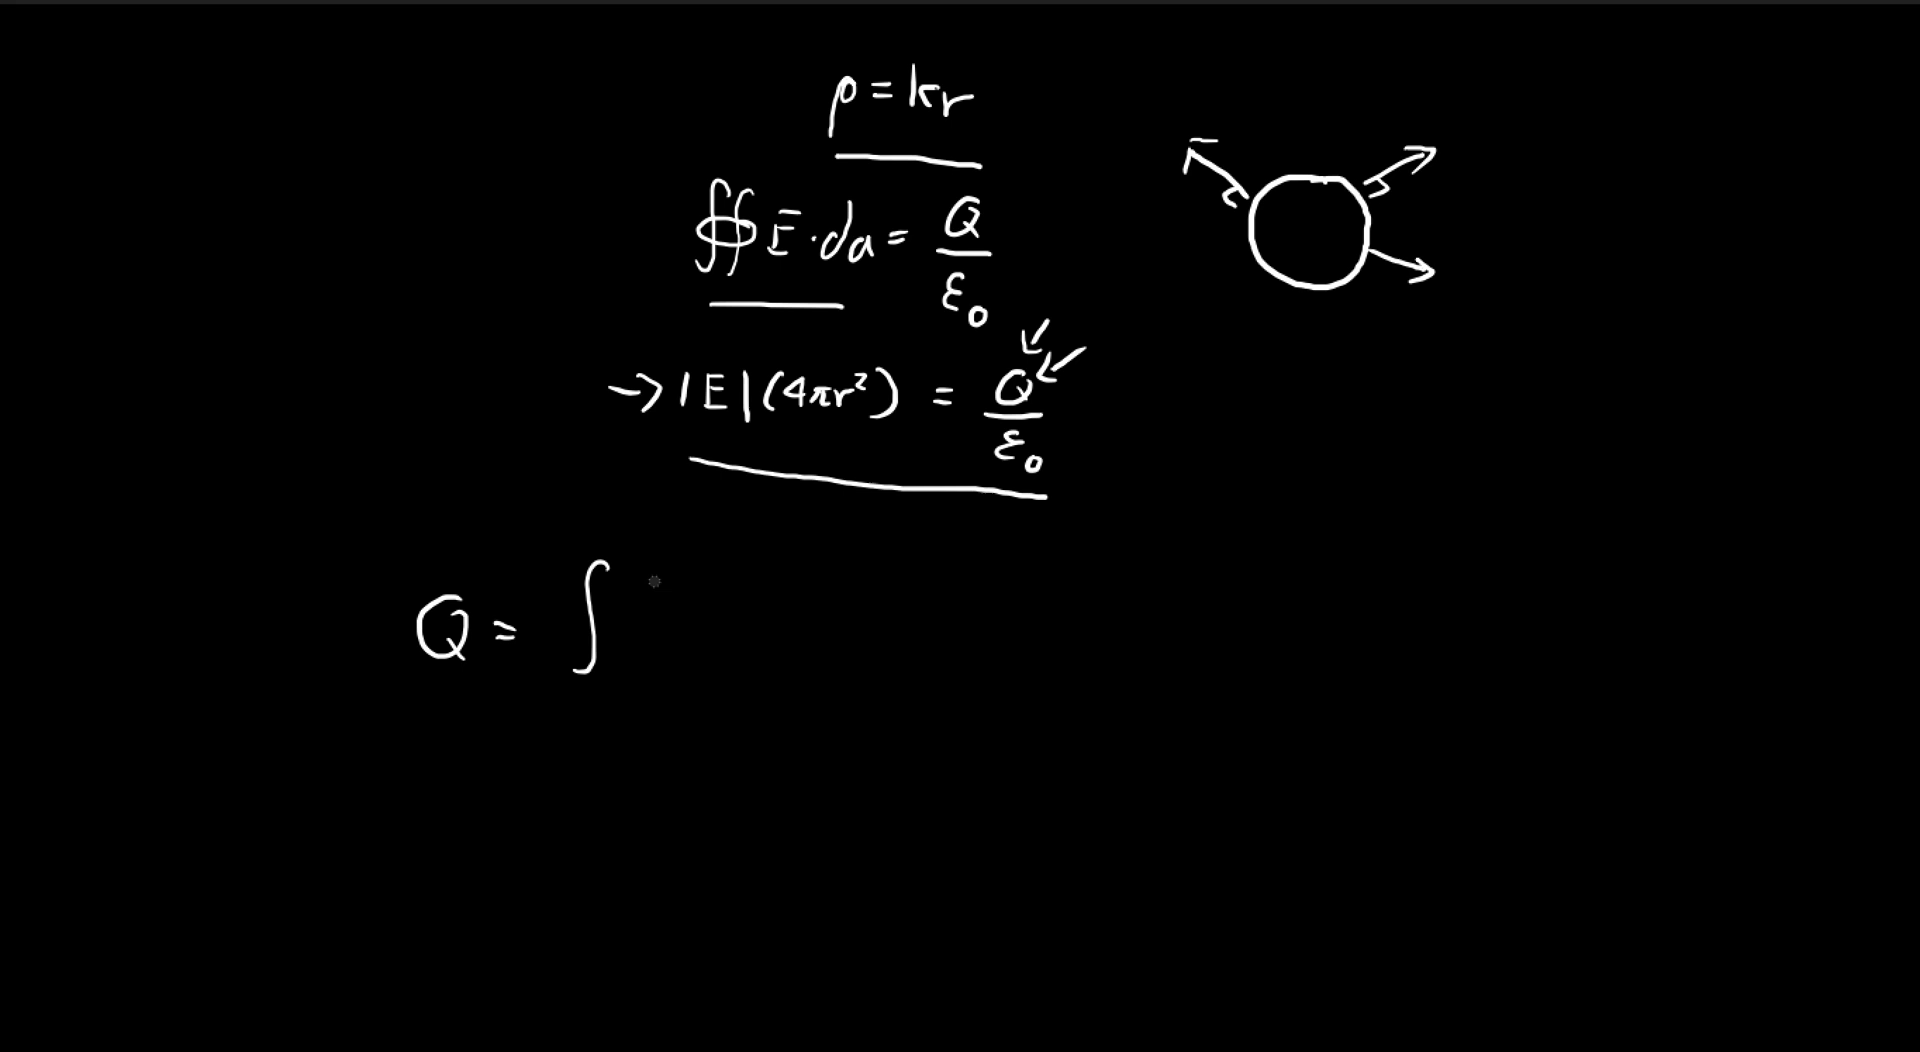 ρ = kr
∯ E · da = Q/ε₀
→ |E|(4πr²) = Q/ε₀
Q = ∫